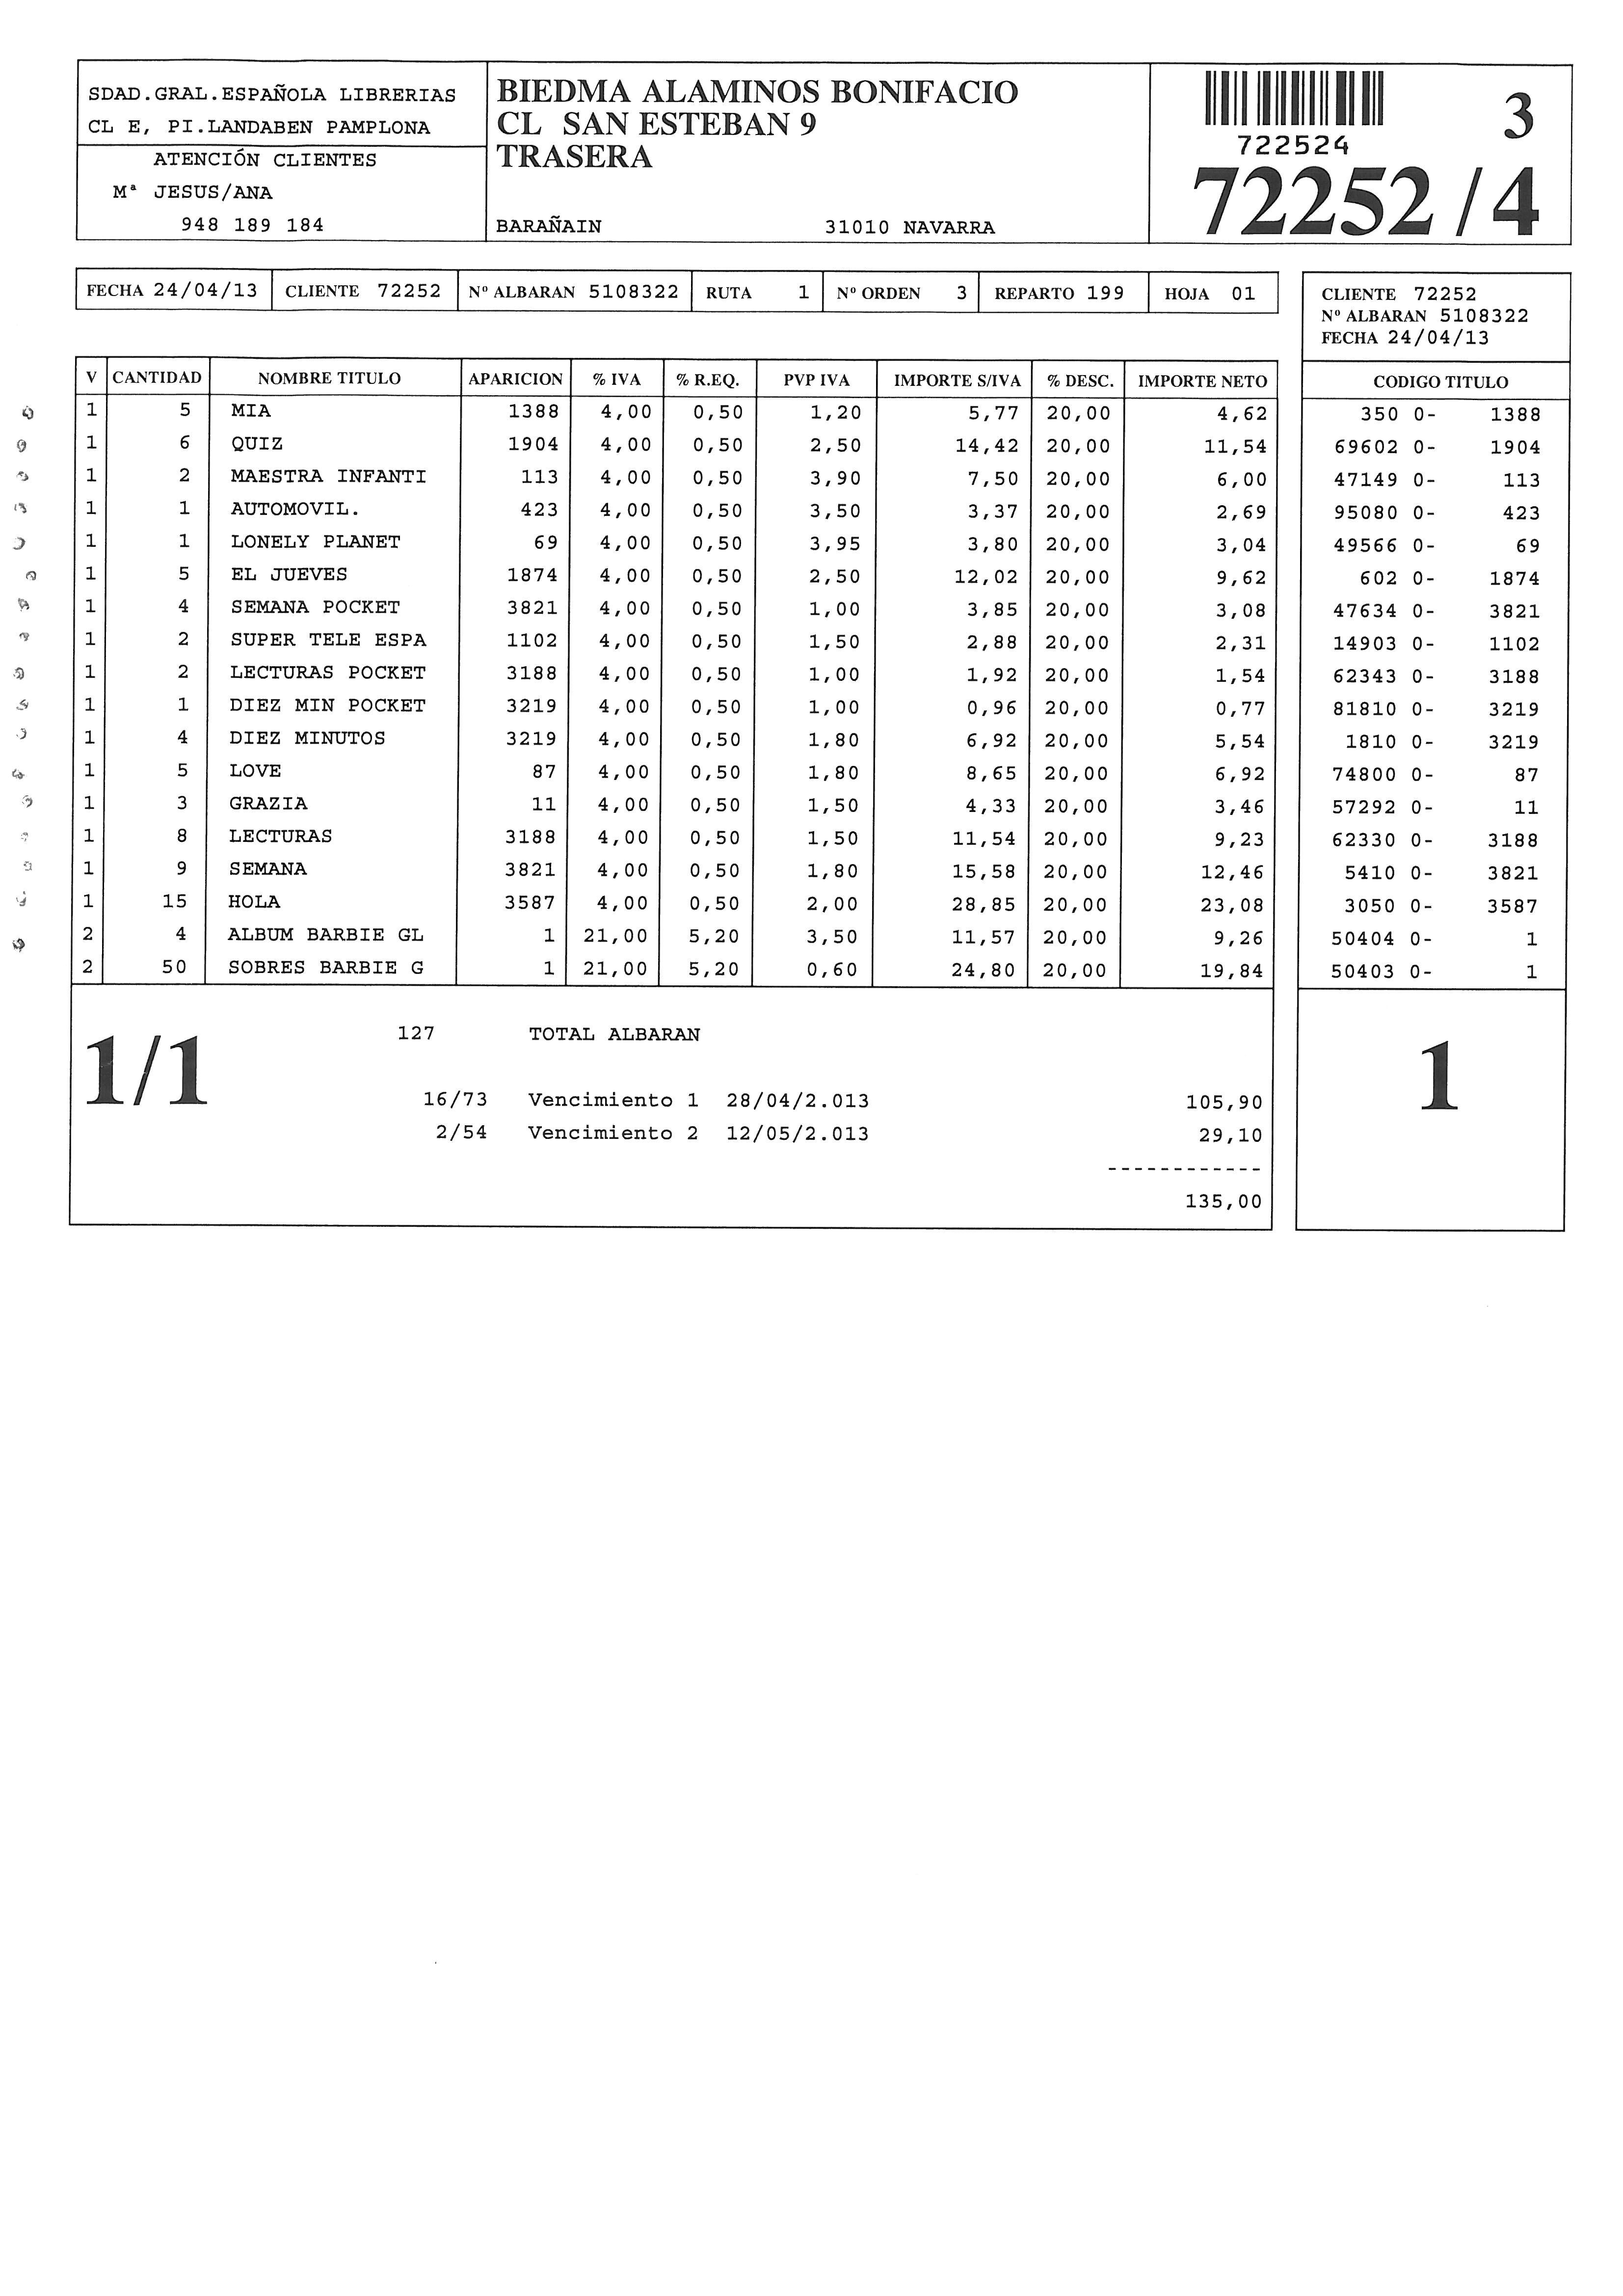 SDAD.GRAL.ESPAÑOLA LIBRERIAS
CL E, PI.LANDABEN PAMPLONA
ATENCIÓN CLIENTES
Mª JESUS/ANA
948 189 184
BIEDMA ALAMINOS BONIFACIO
CL SAN ESTEBAN 9
TRASERA
BARAÑAIN 31010 NAVARRA
722524
3
72252 / 4
FECHA 24/04/13 CLIENTE 72252 Nº ALBARAN 5108322 RUTA 1 Nº ORDEN 3 REPARTO 199 HOJA 01
CLIENTE 72252
Nº ALBARAN 5108322
FECHA 24/04/13
V CANTIDAD NOMBRE TITULO APARICION % IVA % R.EQ. PVP IVA IMPORTE S/IVA % DESC. IMPORTE NETO CODIGO TITULO
1 5 MIA 1388 4,00 0,50 1,20 5,77 20,00 4,62 350 0- 1388
1 6 QUIZ 1904 4,00 0,50 2,50 14,42 20,00 11,54 69602 0- 1904
1 2 MAESTRA INFANTI 113 4,00 0,50 3,90 7,50 20,00 6,00 47149 0- 113
1 1 AUTOMOVIL. 423 4,00 0,50 3,50 3,37 20,00 2,69 95080 0- 423
1 1 LONELY PLANET 69 4,00 0,50 3,95 3,80 20,00 3,04 49566 0- 69
1 5 EL JUEVES 1874 4,00 0,50 2,50 12,02 20,00 9,62 602 0- 1874
1 4 SEMANA POCKET 3821 4,00 0,50 1,00 3,85 20,00 3,08 47634 0- 3821
1 2 SUPER TELE ESPA 1102 4,00 0,50 1,50 2,88 20,00 2,31 14903 0- 1102
1 2 LECTURAS POCKET 3188 4,00 0,50 1,00 1,92 20,00 1,54 62343 0- 3188
1 1 DIEZ MIN POCKET 3219 4,00 0,50 1,00 0,96 20,00 0,77 81810 0- 3219
1 4 DIEZ MINUTOS 3219 4,00 0,50 1,80 6,92 20,00 5,54 1810 0- 3219
1 5 LOVE 87 4,00 0,50 1,80 8,65 20,00 6,92 74800 0- 87
1 3 GRAZIA 11 4,00 0,50 1,50 4,33 20,00 3,46 57292 0- 11
1 8 LECTURAS 3188 4,00 0,50 1,50 11,54 20,00 9,23 62330 0- 3188
1 9 SEMANA 3821 4,00 0,50 1,80 15,58 20,00 12,46 5410 0- 3821
1 15 HOLA 3587 4,00 0,50 2,00 28,85 20,00 23,08 3050 0- 3587
2 4 ALBUM BARBIE GL 1 21,00 5,20 3,50 11,57 20,00 9,26 50404 0- 1
2 50 SOBRES BARBIE G 1 21,00 5,20 0,60 24,80 20,00 19,84 50403 0- 1
1/1
127 TOTAL ALBARAN
16/73 Vencimiento 1 28/04/2.013 105,90
2/54 Vencimiento 2 12/05/2.013 29,10
------------
135,00
1